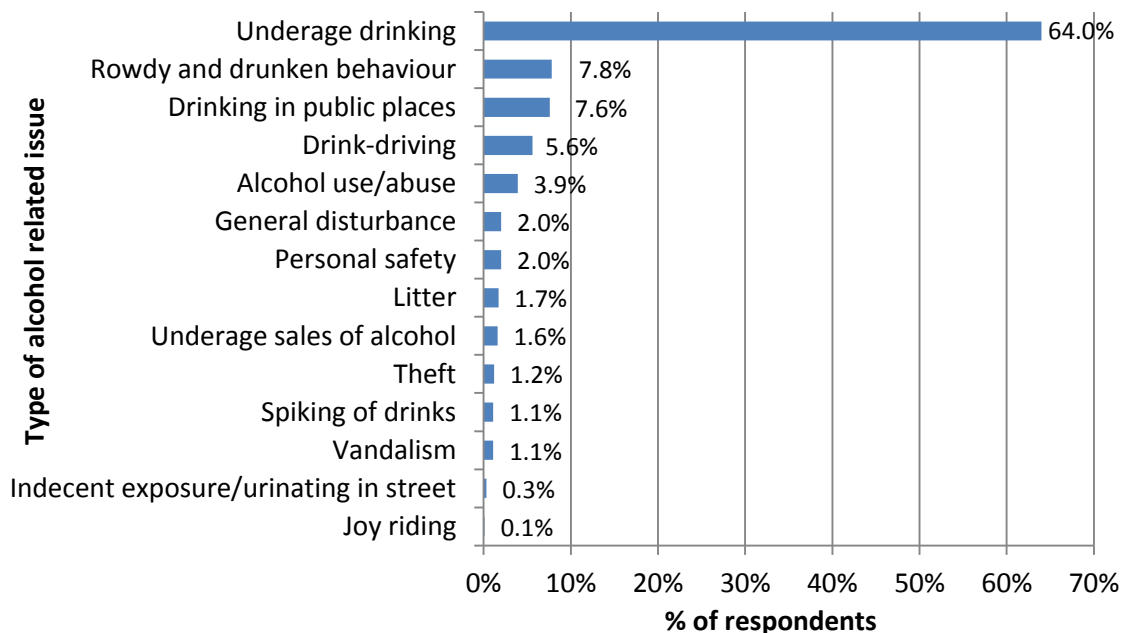 Type of alcohol related issue
Underage drinking 64.0%
Rowdy and drunken behaviour 7.8%
Drinking in public places 7.6%
Drink-driving 5.6%
Alcohol use/abuse 3.9%
General disturbance 2.0%
Personal safety 2.0%
Litter 1.7%
Underage sales of alcohol 1.6%
Theft 1.2%
Spiking of drinks 1.1%
Vandalism 1.1%
Indecent exposure/urinating in street 0.3%
Joy riding 0.1%
0% 10% 20% 30% 40% 50% 60% 70%
% of respondents